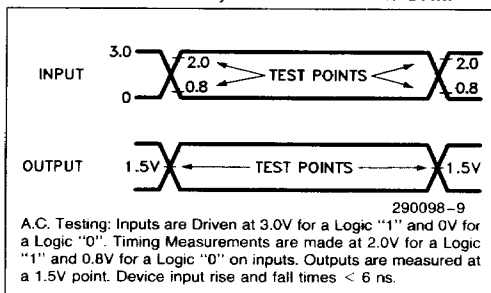 3.0
INPUT
2.0
TEST POINTS
2.0
0.8
0.8
0
OUTPUT
1.5V
TEST POINTS
1.5V
290098-9
A.C. Testing: Inputs are Driven at 3.0V for a Logic "1" and 0V for
a Logic "0". Timing Measurements are made at 2.0V for a Logic
"1" and 0.8V for a Logic "0" on inputs. Outputs are measured at
a 1.5V point. Device input rise and fall times < 6 ns.